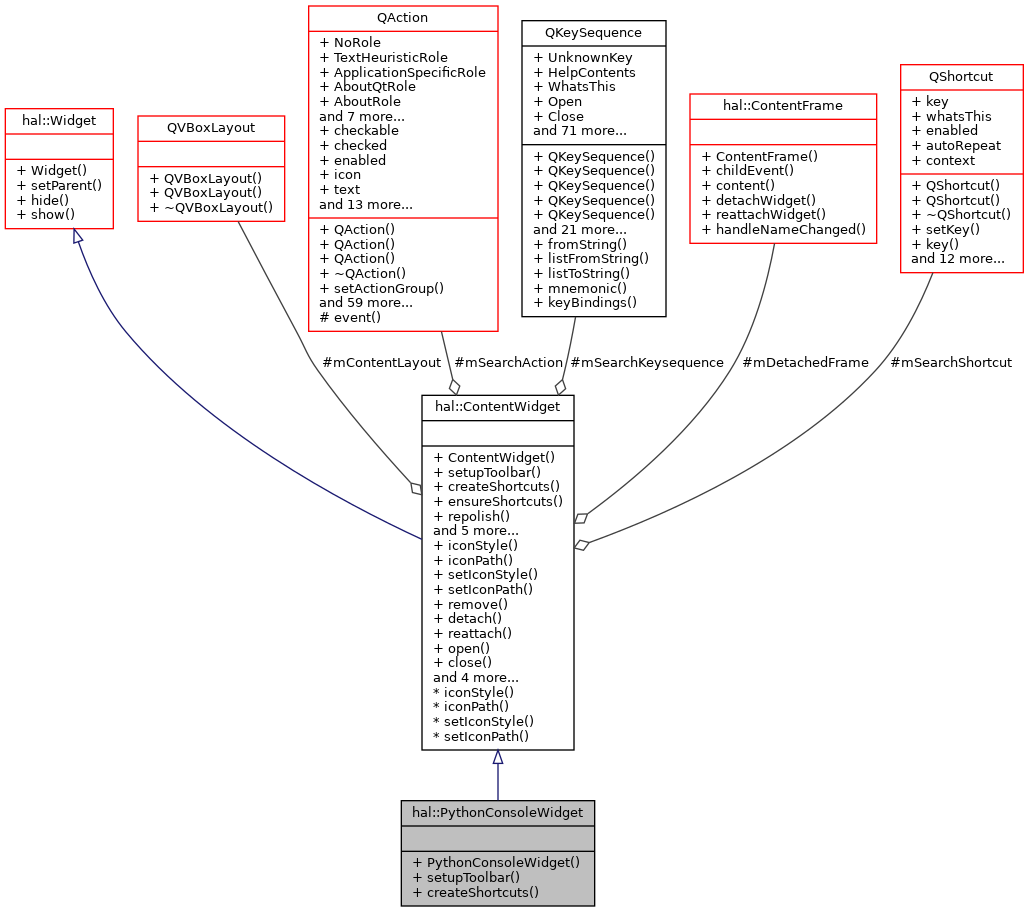 QAction
+ NoRole
+ TextHeuristicRole
+ ApplicationSpecificRole
+ AboutQtRole
+ AboutRole
and 7 more...
+ checkable
+ checked
+ enabled
+ icon
+ text
and 13 more...
+ QAction()
+ QAction()
+ QAction()
+ ~QAction()
+ setActionGroup()
and 59 more...
# event()
QKeySequence
+ UnknownKey
+ HelpContents
+ WhatsThis
+ Open
+ Close
and 71 more...
+ QKeySequence()
+ QKeySequence()
+ QKeySequence()
+ QKeySequence()
+ QKeySequence()
and 21 more...
+ fromString()
+ listFromString()
+ listToString()
+ mnemonic()
+ keyBindings()
QShortcut
+ key
+ whatsThis
+ enabled
+ autoRepeat
+ context
+ QShortcut()
+ QShortcut()
+ ~QShortcut()
+ setKey()
+ key()
and 12 more...
hal::ContentFrame
+ ContentFrame()
+ childEvent()
+ content()
+ detachWidget()
+ reattachWidget()
+ handleNameChanged()
hal::Widget
+ Widget()
+ setParent()
+ hide()
+ show()
QVBoxLayout
+ QVBoxLayout()
+ QVBoxLayout()
+ ~QVBoxLayout()
#mContentLayout
#mSearchAction
#mSearchKeysequence
#mDetachedFrame
#mSearchShortcut
hal::ContentWidget
+ ContentWidget()
+ setupToolbar()
+ createShortcuts()
+ ensureShortcuts()
+ repolish()
and 5 more...
+ iconStyle()
+ iconPath()
+ setIconStyle()
+ setIconPath()
+ remove()
+ detach()
+ reattach()
+ open()
+ close()
and 4 more...
* iconStyle()
* iconPath()
* setIconStyle()
* setIconPath()
hal::PythonConsoleWidget
+ PythonConsoleWidget()
+ setupToolbar()
+ createShortcuts()